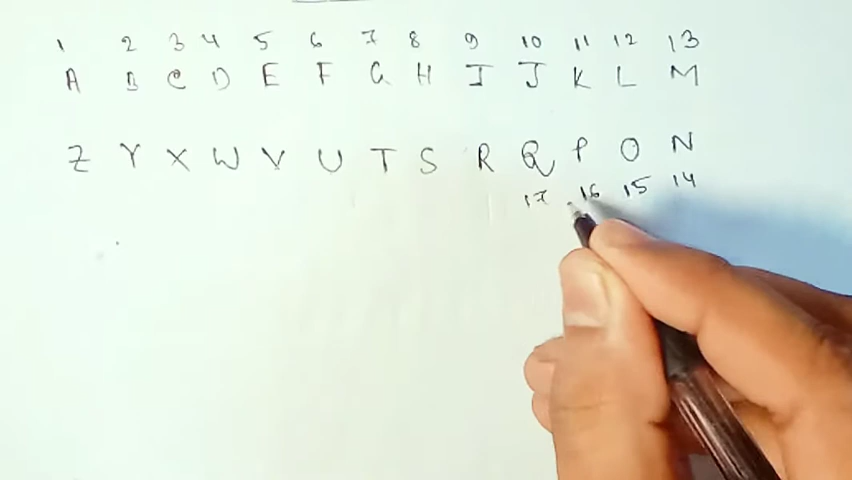 1 2 3 4 5 6 7 8 9 10 11 12 13
A B C D E F G H I J K L M
Z Y X W V U T S R Q P O N
17 16 15 14